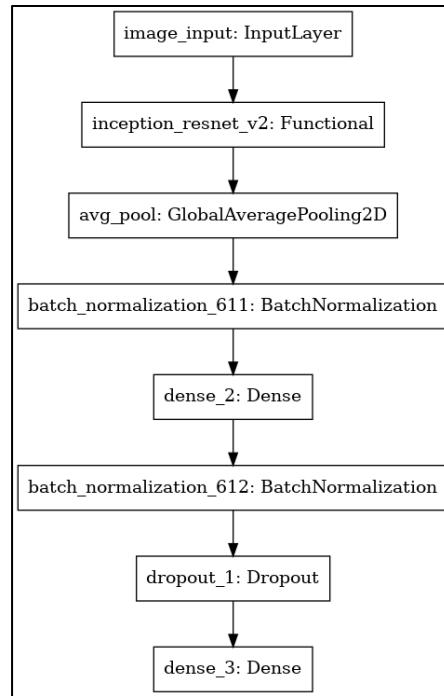 image_input: InputLayer
inception_resnet_v2: Functional
avg_pool: GlobalAveragePooling2D
batch_normalization_611: BatchNormalization
dense_2: Dense
batch_normalization_612: BatchNormalization
dropout_1: Dropout
dense_3: Dense